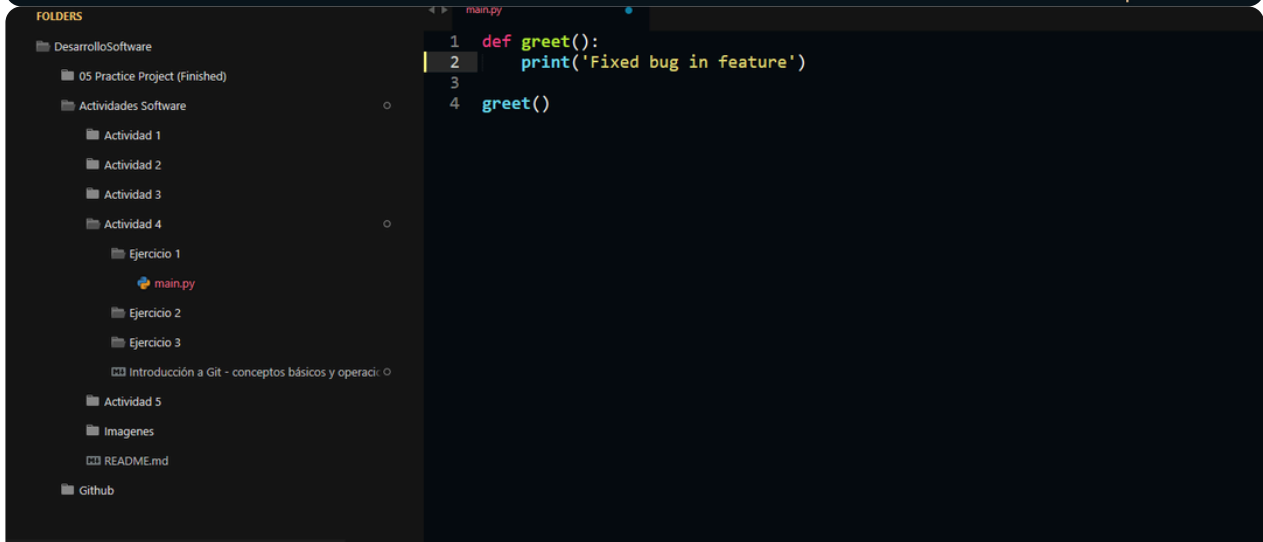 FOLDERS
DesarrolloSoftware
05 Practice Project (Finished)
Actividades Software
Actividad 1
Actividad 2
Actividad 3
Actividad 4
Ejercicio 1
main.py
Ejercicio 2
Ejercicio 3
Introducción a Git - conceptos básicos y operaci
Actividad 5
Imagenes
README.md
Github
main.py
1 def greet():
2 print('Fixed bug in feature')
3
4 greet()